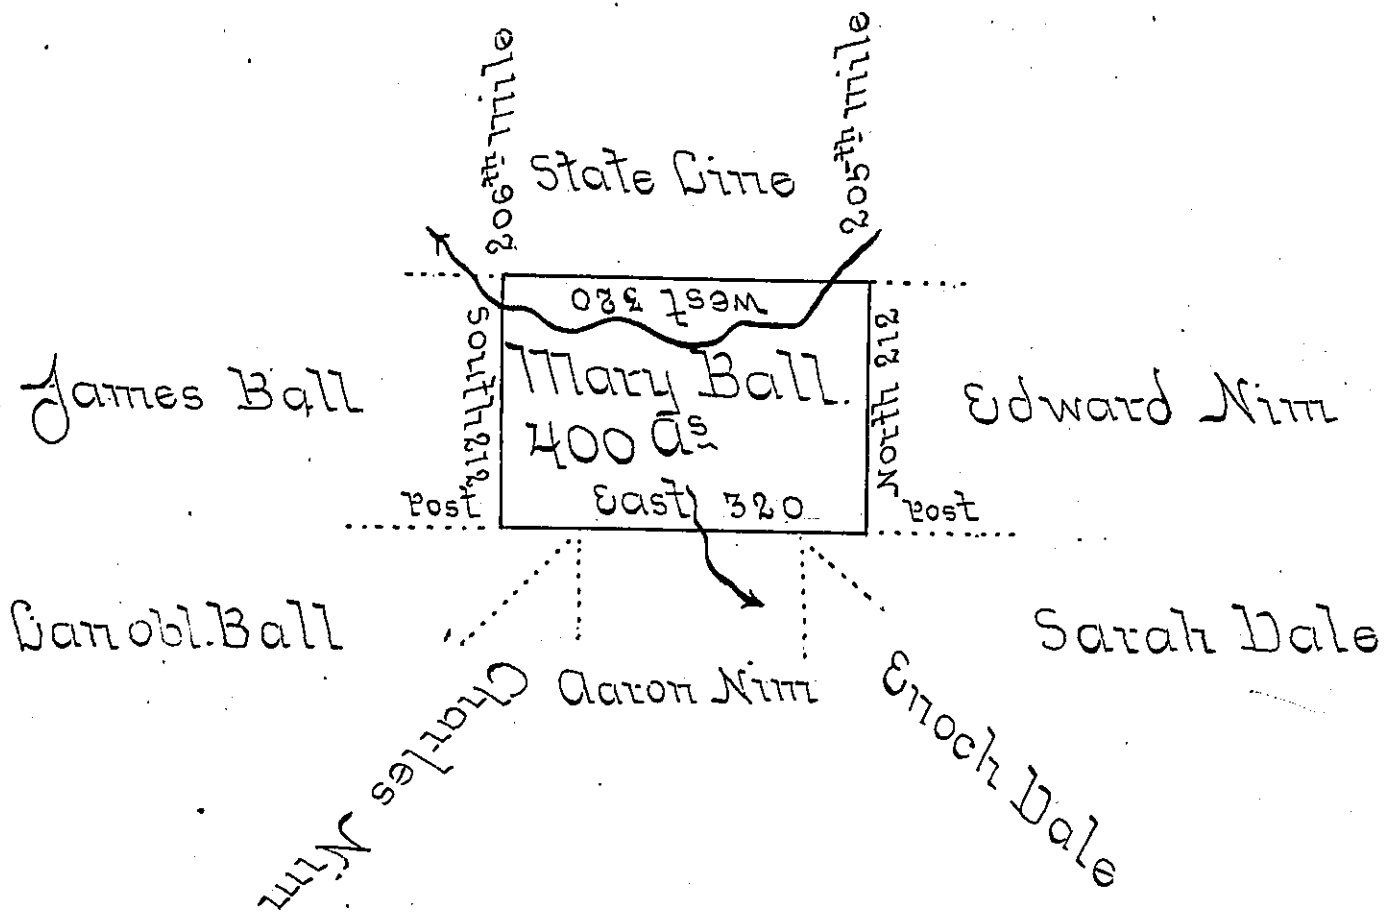 206th mile
State Line
205th mile
West 320
South 212
Mary Ball.
400 As
North 212
James Ball
Edward Nim
East 320
Post
Post
Ball
Sarah Dale
Charles Nim
Aaron Nim
Enoch Dale